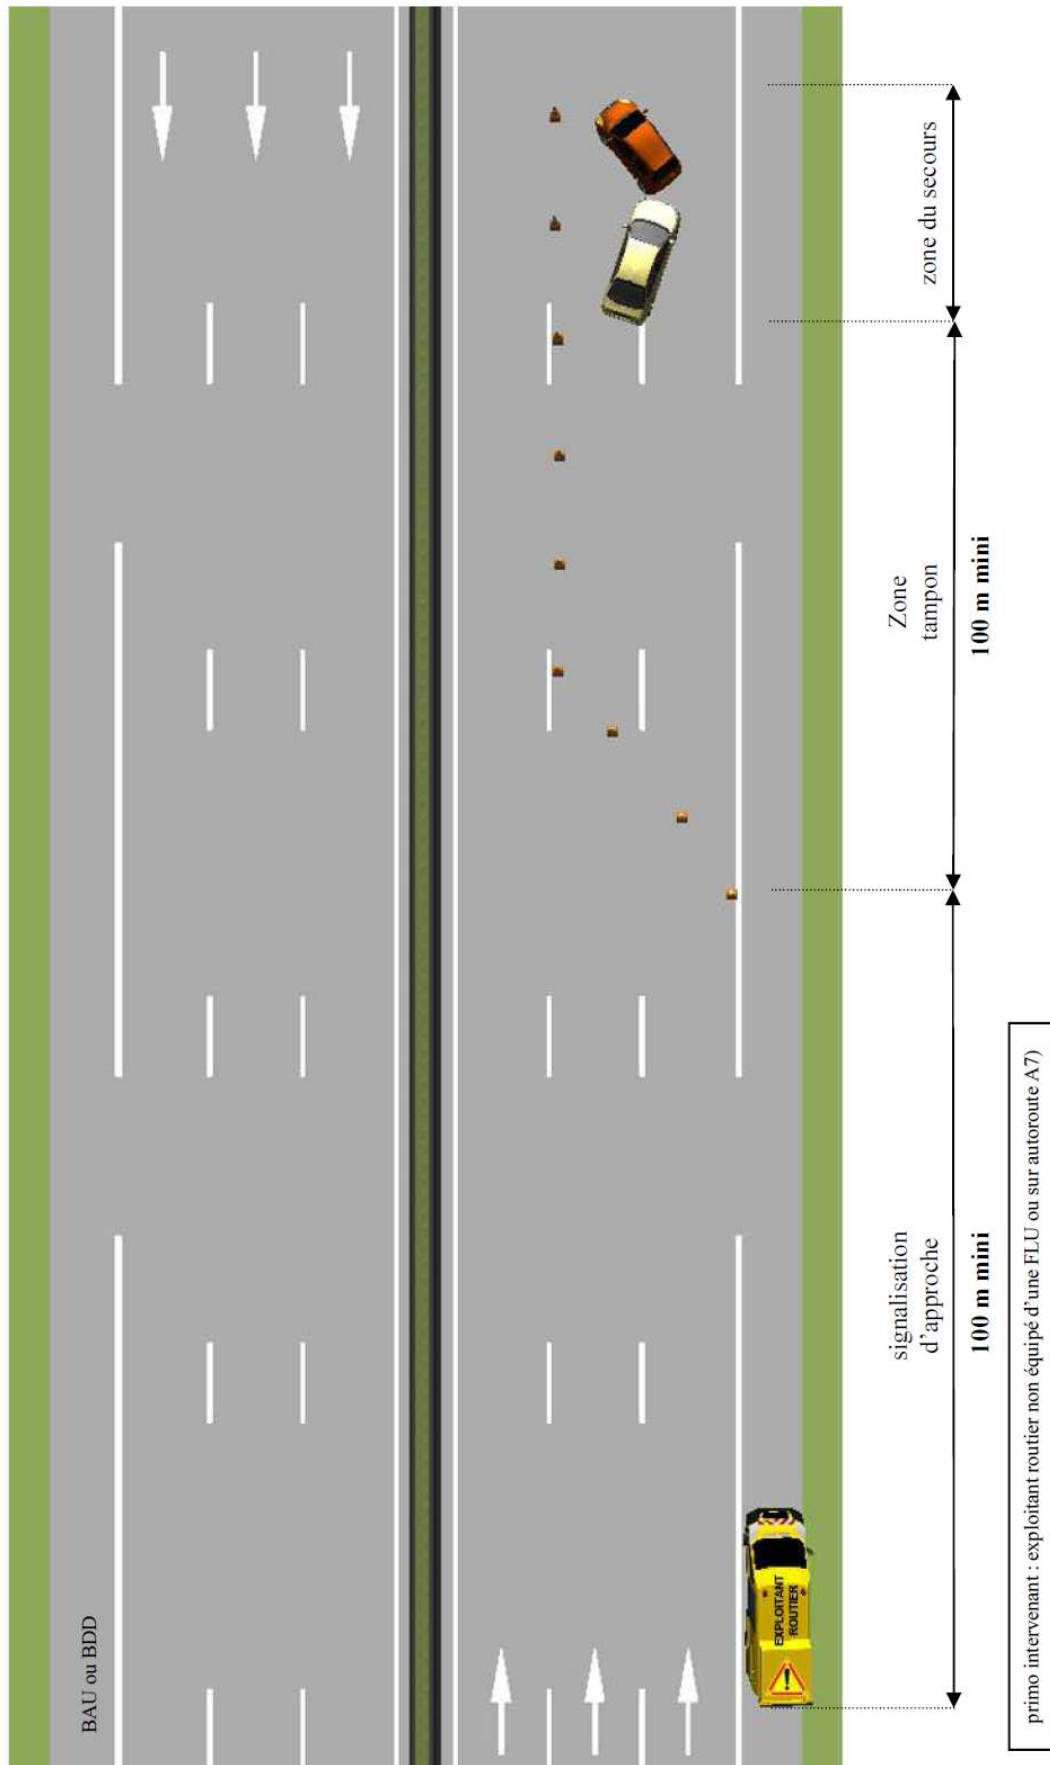 BAU ou BDD
EXPLOITANT
ROUTIER
signalisation
d'approche
100 m mini
Zone
tampon
100 m mini
zone du secours
primo intervenant : exploitant routier non équipé d'une FLU ou sur autoroute A7)